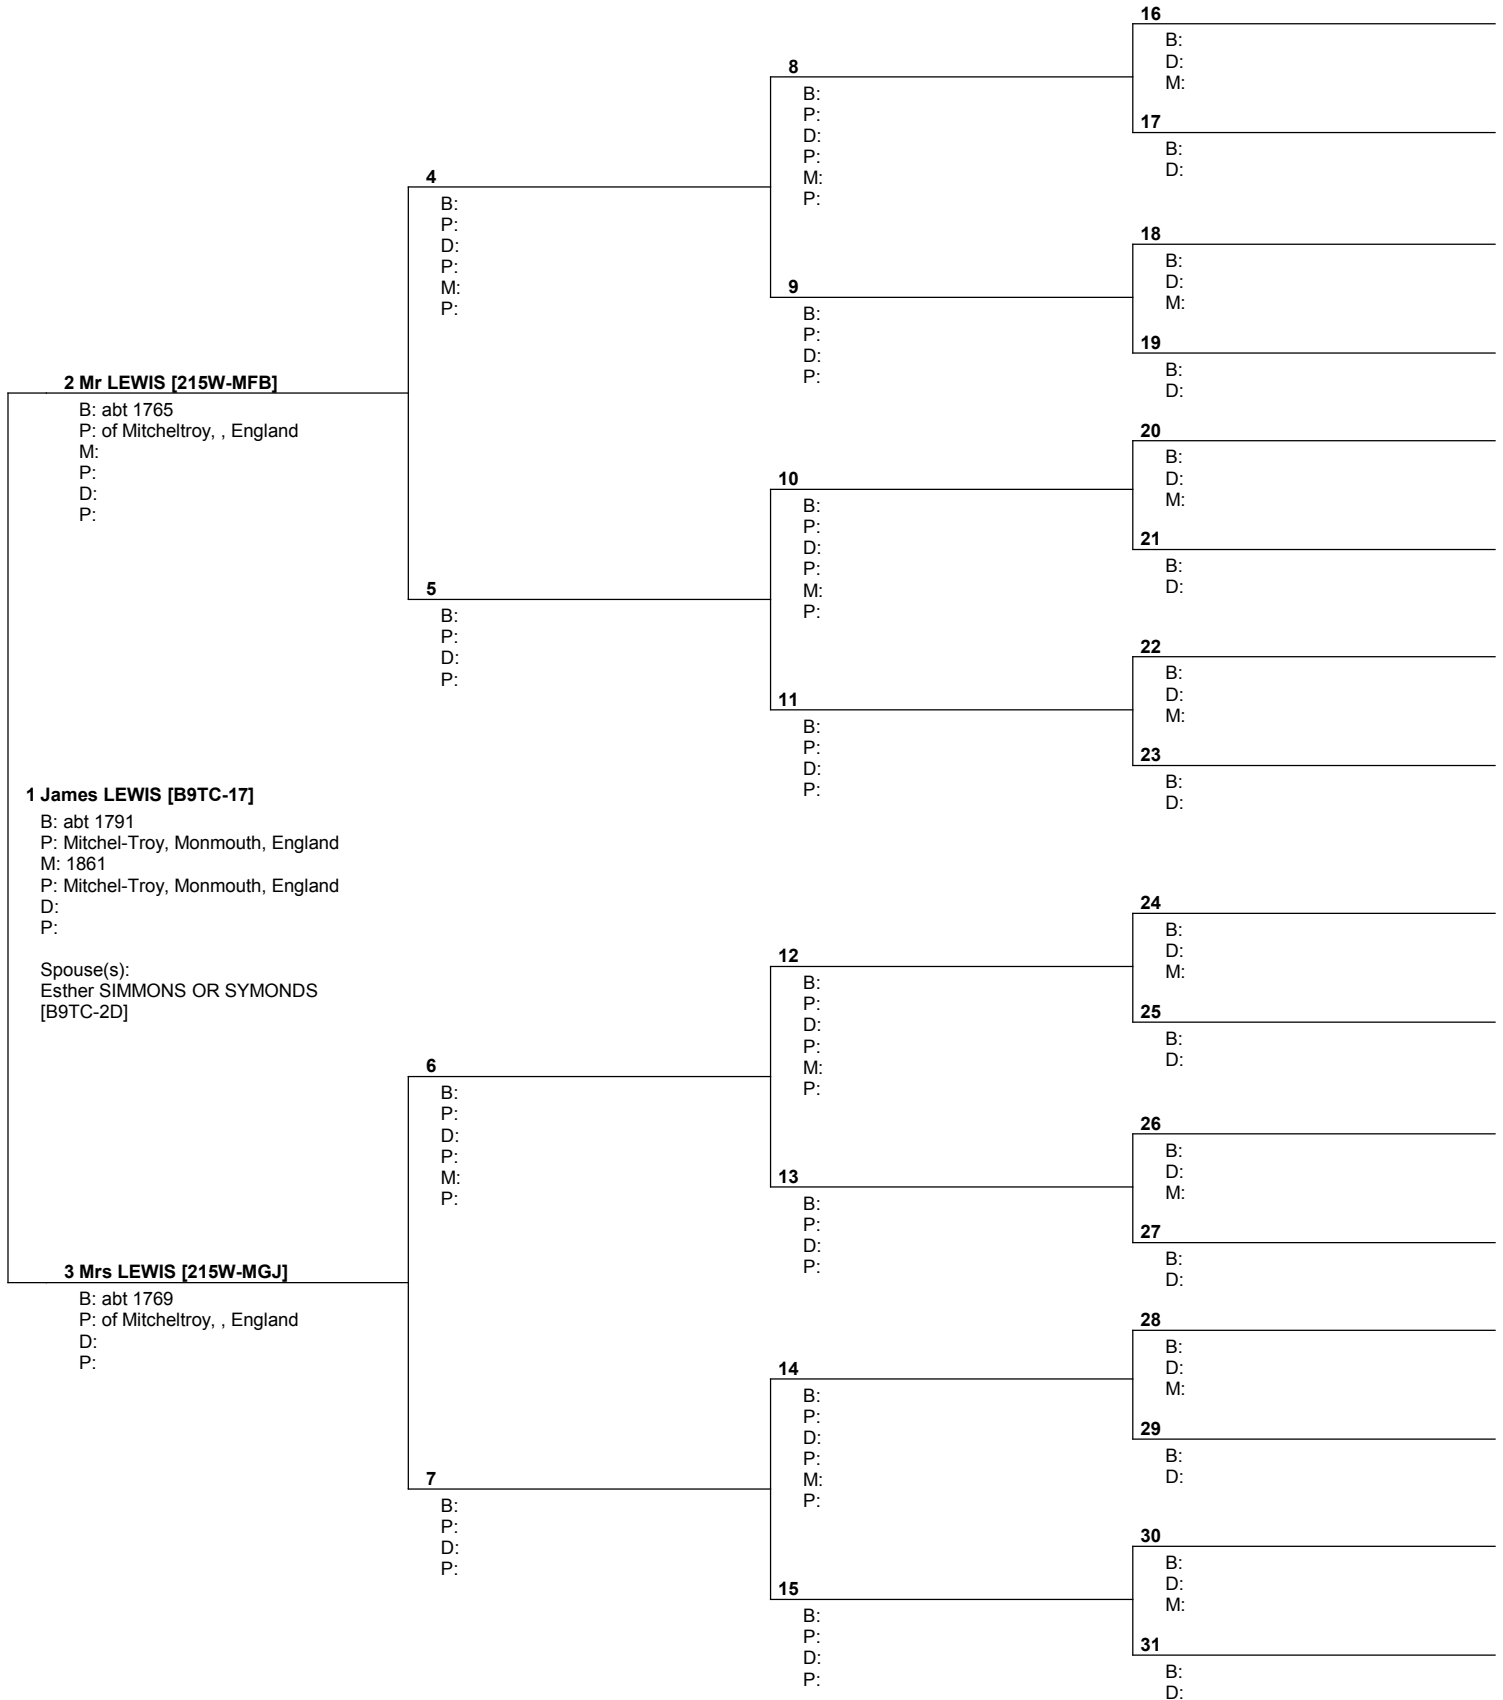 16
B:
D:
M:
8
B:
P:
D:
P:
M:
P:
17
B:
D:
4
B:
P:
D:
P:
M:
P:
18
B:
D:
M:
9
B:
P:
D:
P:
19
B:
D:
2 Mr LEWIS [215W-MFB]
B: abt 1765
P: of Mitcheltroy, , England
M:
P:
D:
P:
20
B:
D:
M:
10
B:
P:
D:
P:
M:
P:
21
B:
D:
5
B:
P:
D:
P:
22
B:
D:
M:
11
B:
P:
D:
P:
23
B:
D:
1 James LEWIS [B9TC-17]
B: abt 1791
P: Mitchel-Troy, Monmouth, England
M: 1861
P: Mitchel-Troy, Monmouth, England
D:
P:
Spouse(s):
Esther SIMMONS OR SYMONDS
[B9TC-2D]
24
B:
D:
M:
12
B:
P:
D:
P:
M:
P:
25
B:
D:
6
B:
P:
D:
P:
M:
P:
26
B:
D:
M:
13
B:
P:
D:
P:
27
B:
D:
3 Mrs LEWIS [215W-MGJ]
B: abt 1769
P: of Mitcheltroy, , England
D:
P:
28
B:
D:
M:
14
B:
P:
D:
P:
M:
P:
29
B:
D:
7
B:
P:
D:
P:
30
B:
D:
M:
15
B:
P:
D:
P:
31
B:
D: